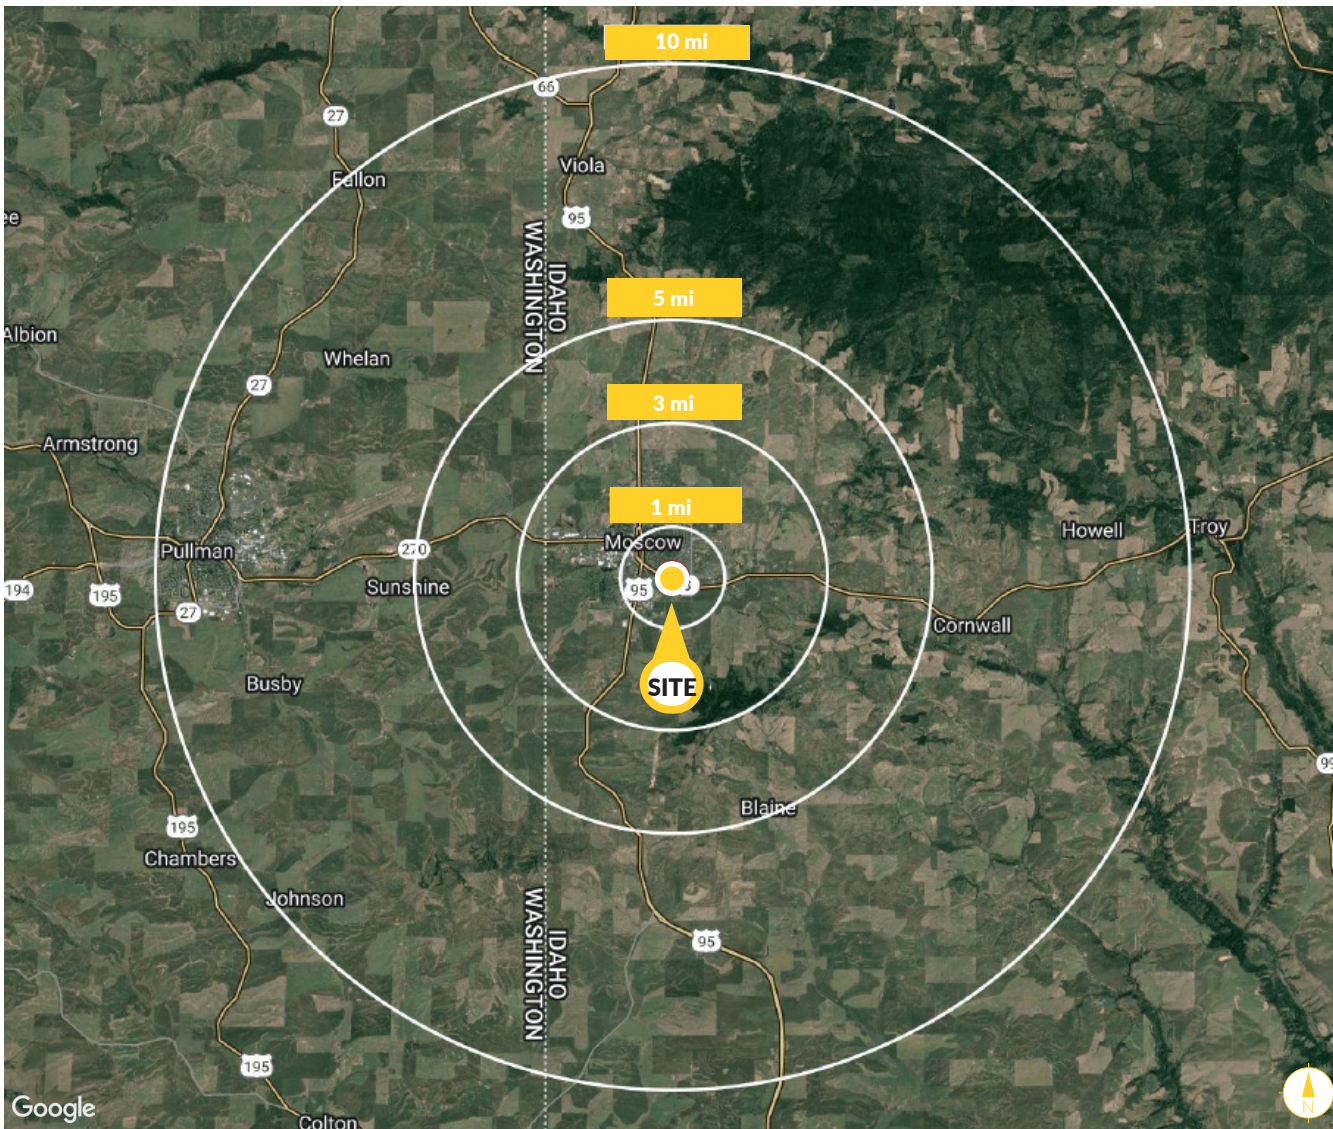 10 mi
66
27
Viola
Fallon
95
ee
IDAHO
WASHINGTON
5 mi
Albion
Whelan
27
3 mi
Armstrong
1 mi
Moscow
Howell
Troy
Pullman
270
Sunshine
194
195
95
27
Cornwall
SITE
Busby
99
Blaine
195
Chambers
Johnson
IDAHO
WASHINGTON
95
195
Google
N
Colton